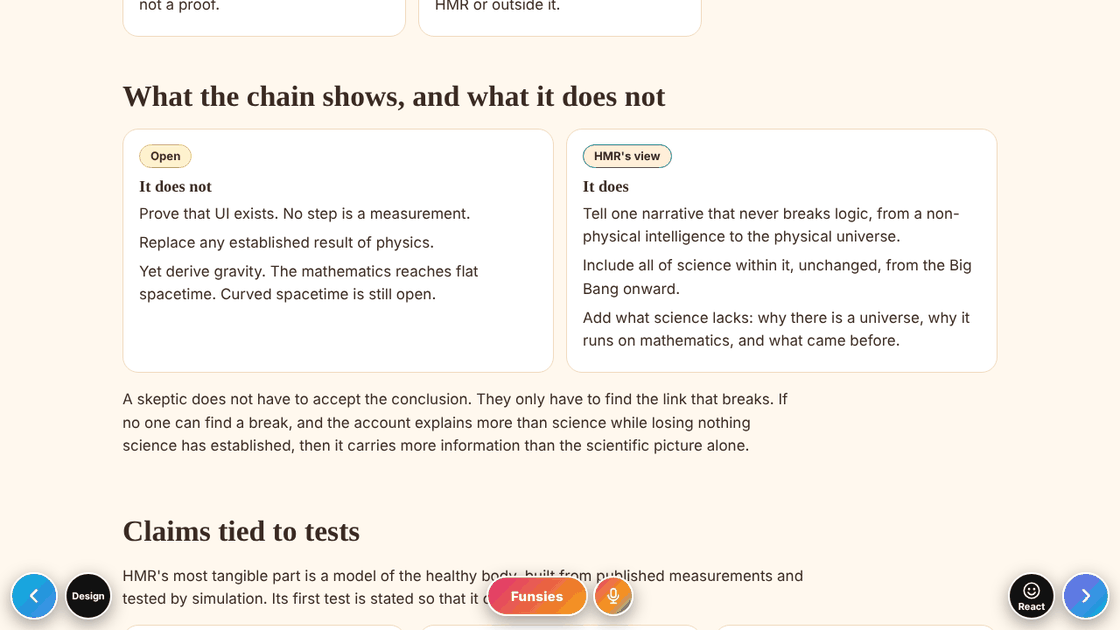 not a proof.
HMR or outside it.
What the chain shows, and what it does not
Open
It does not
Prove that UI exists. No step is a measurement.
Replace any established result of physics.
Yet derive gravity. The mathematics reaches flat
spacetime. Curved spacetime is still open.
HMR's view
It does
Tell one narrative that never breaks logic, from a non-
physical intelligence to the physical universe.
Include all of science within it, unchanged, from the Big
Bang onward.
Add what science lacks: why there is a universe, why it
runs on mathematics, and what came before.
A skeptic does not have to accept the conclusion. They only have to find the link that breaks. If
no one can find a break, and the account explains more than science while losing nothing
science has established, then it carries more information than the scientific picture alone.
Claims tied to tests
HMR's most tangible part is a model of the healthy body, built from published measurements and
tested by simulation. Its first test is stated so that it
Design
Funsies
React